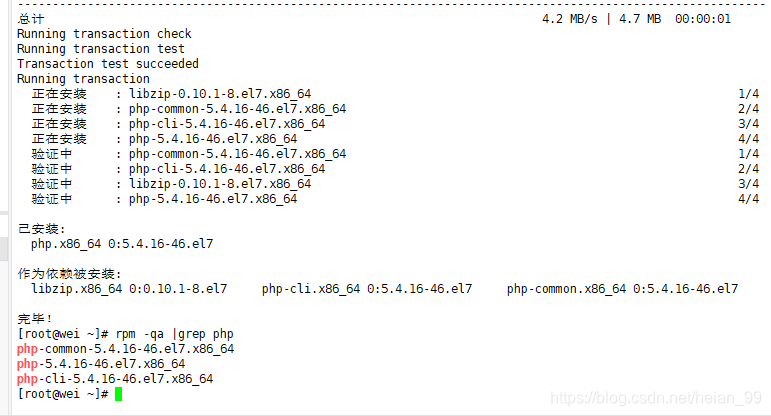 --------------------------------------------------------------------------------
总计 4.2 MB/s | 4.7 MB 00:00:01
Running transaction check
Running transaction test
Transaction test succeeded
Running transaction
正在安装 : libzip-0.10.1-8.el7.x86_64 1/4
正在安装 : php-common-5.4.16-46.el7.x86_64 2/4
正在安装 : php-cli-5.4.16-46.el7.x86_64 3/4
正在安装 : php-5.4.16-46.el7.x86_64 4/4
验证中 : php-common-5.4.16-46.el7.x86_64 1/4
验证中 : php-cli-5.4.16-46.el7.x86_64 2/4
验证中 : libzip-0.10.1-8.el7.x86_64 3/4
验证中 : php-5.4.16-46.el7.x86_64 4/4
已安装:
php.x86_64 0:5.4.16-46.el7
作为依赖被安装:
libzip.x86_64 0:0.10.1-8.el7 php-cli.x86_64 0:5.4.16-46.el7 php-common.x86_64 0:5.4.16-46.el7
完毕！
[root@wei ~]# rpm -qa |grep php
php-common-5.4.16-46.el7.x86_64
php-5.4.16-46.el7.x86_64
php-cli-5.4.16-46.el7.x86_64
[root@wei ~]#
https://blog.csdn.net/heian_99